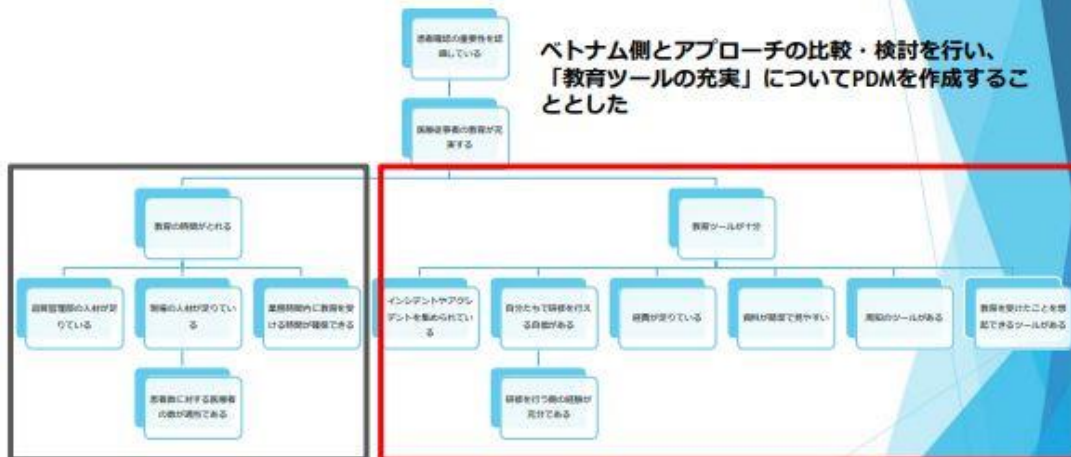 ベトナム側とアプローチの比較・検討を行い、
「教育ツールの充実」についてPDMを作成するこ
ととした
患者確認の重要性を認
識している
医療従事者の教育が充
実する
教育の時間がとれる
教育ツールが十分
人材が足
りている
現場の人材が足りてい
る
業務時間内に教育を受
ける時間が確保できる
インシデントやアクシ
デントを集められてい
る
自分たちで研修を行え
る自信がある
経費が足りている
資料が簡潔で見やすい
周知のツールがある
教育を受けたことを想
起できるツールがある
患者数に対する医療者
の数が適当である
研修を行う側の経験が
充分である